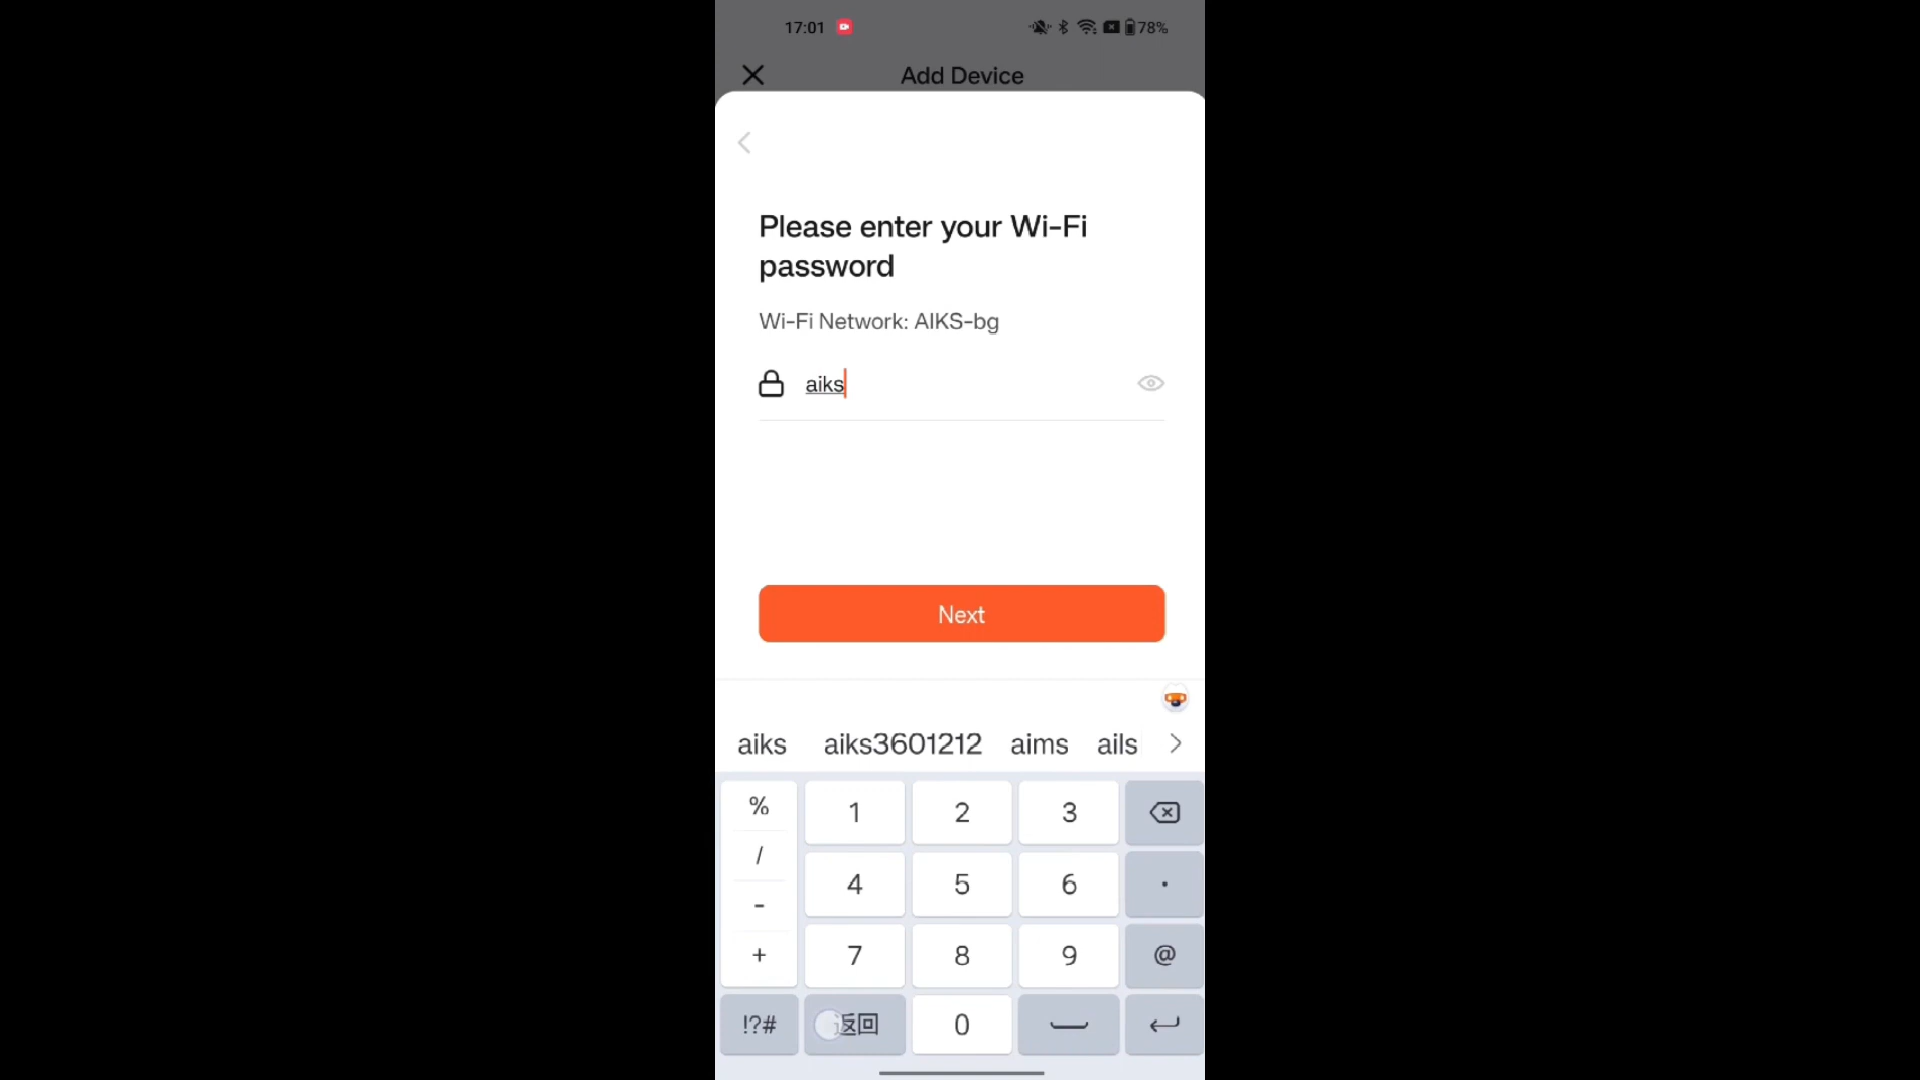 17:01 78%
Add Device
Please enter your Wi-Fi
password
Wi-Fi Network: AIKS-bg
aiks
Next
aiks aiks3601212 aims ails
% 1 2 3
/ 4 5 6 .
-
+ 7 8 9 @
!?# 返回 0